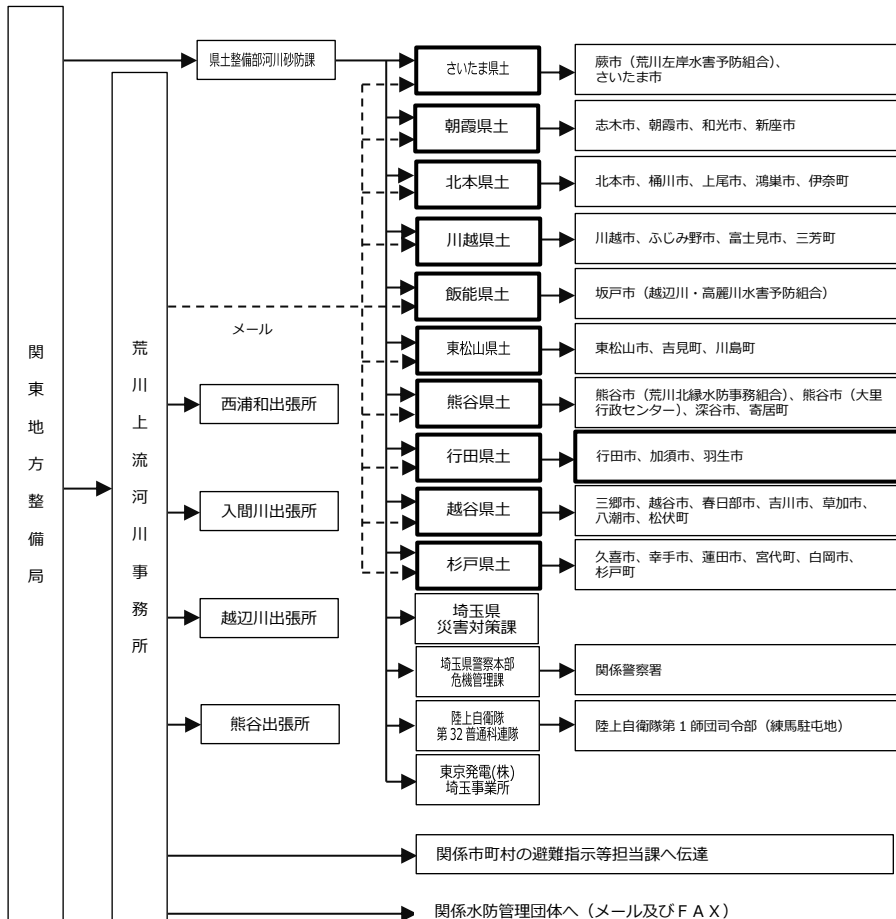 関東地方整備局
荒川上流河川事務所
県土整備部河川砂防課
メール
西浦和出張所
入間川出張所
越辺川出張所
熊谷出張所
さいたま県土
蕨市（荒川左岸水害予防組合）、
さいたま市
朝霞県土
志木市、朝霞市、和光市、新座市
北本県土
北本市、桶川市、上尾市、鴻巣市、伊奈町
川越県土
川越市、ふじみ野市、富士見市、三芳町
飯能県土
坂戸市（越辺川・高麗川水害予防組合）
東松山県土
東松山市、吉見町、川島町
熊谷県土
熊谷市（荒川北縁水防事務組合）、熊谷市（大里
行政センター）、深谷市、寄居町
行田県土
行田市、加須市、羽生市
越谷県土
三郷市、越谷市、春日部市、吉川市、草加市、
八潮市、松伏町
杉戸県土
久喜市、幸手市、蓮田市、宮代町、白岡市、
杉戸町
埼玉県
災害対策課
埼玉県警察本部
危機管理課
関係警察署
陸上自衛隊
第32普通科連隊
陸上自衛隊第１師団司令部（練馬駐屯地）
東京発電(株)
埼玉事業所
関係市町村の避難指示等担当課へ伝達
関係水防管理団体へ（メール及びＦＡＸ）